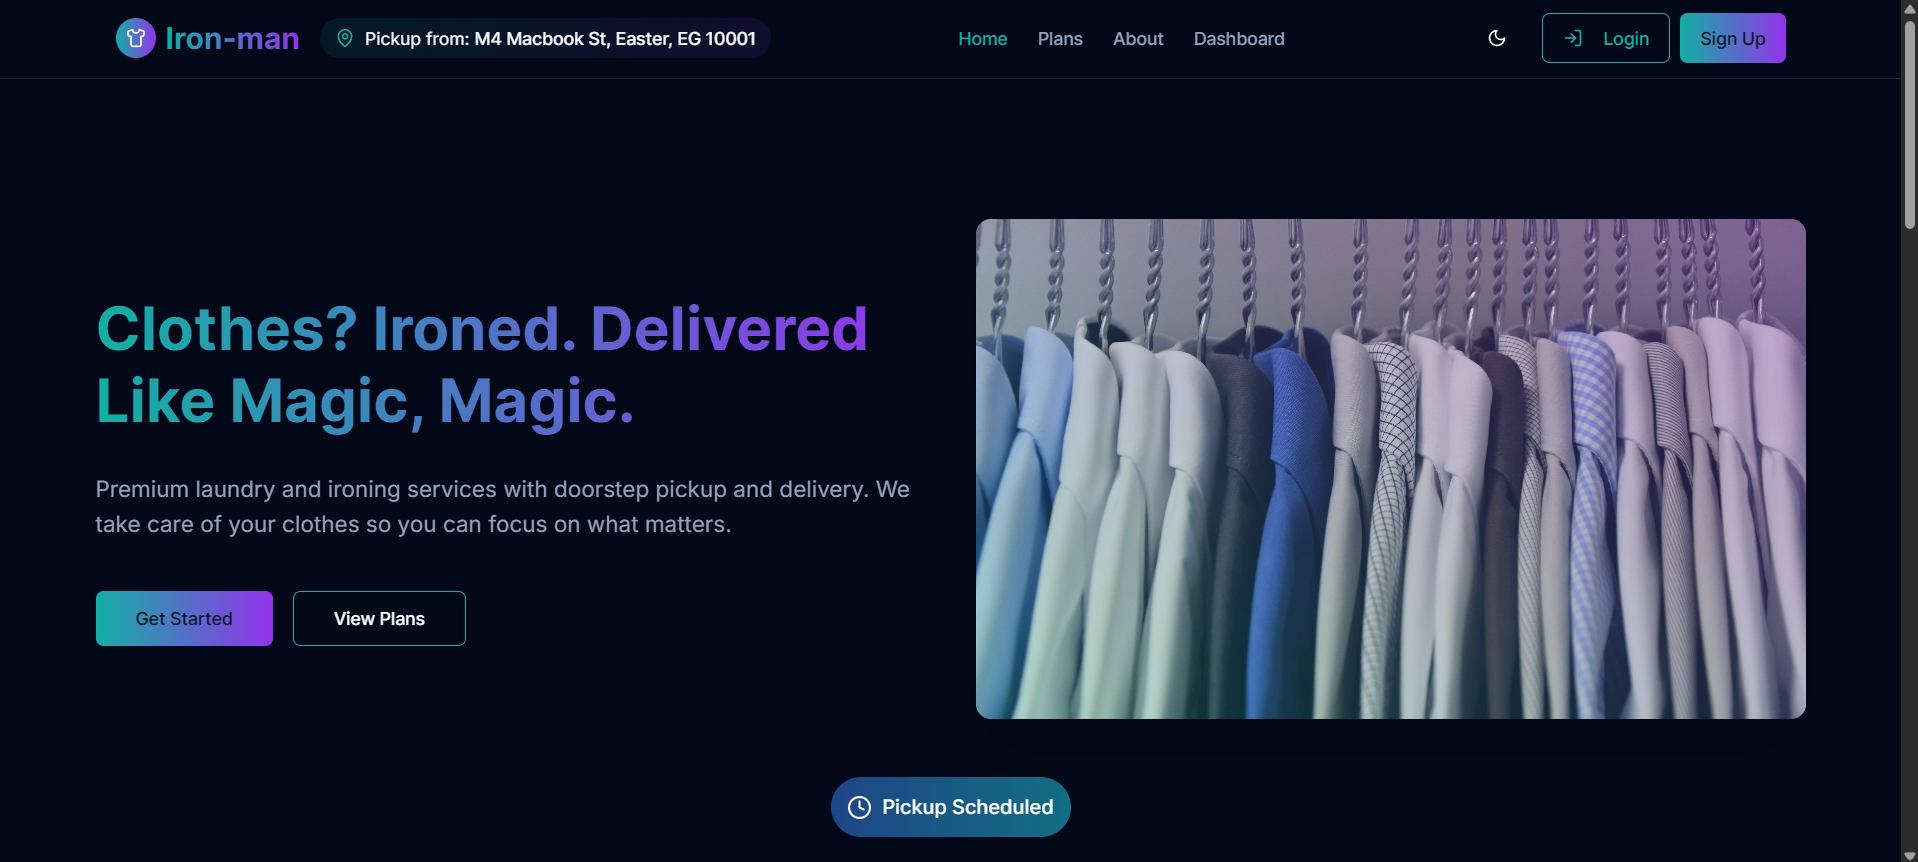 Iron-man
Pickup from: M4 Macbook St, Easter, EG 10001
Home
Plans
About
Dashboard
Login
Sign Up
Clothes? Ironed. Delivered
Like Magic, Magic.
Premium laundry and ironing services with doorstep pickup and delivery. We
take care of your clothes so you can focus on what matters.
Get Started
View Plans
Pickup Scheduled